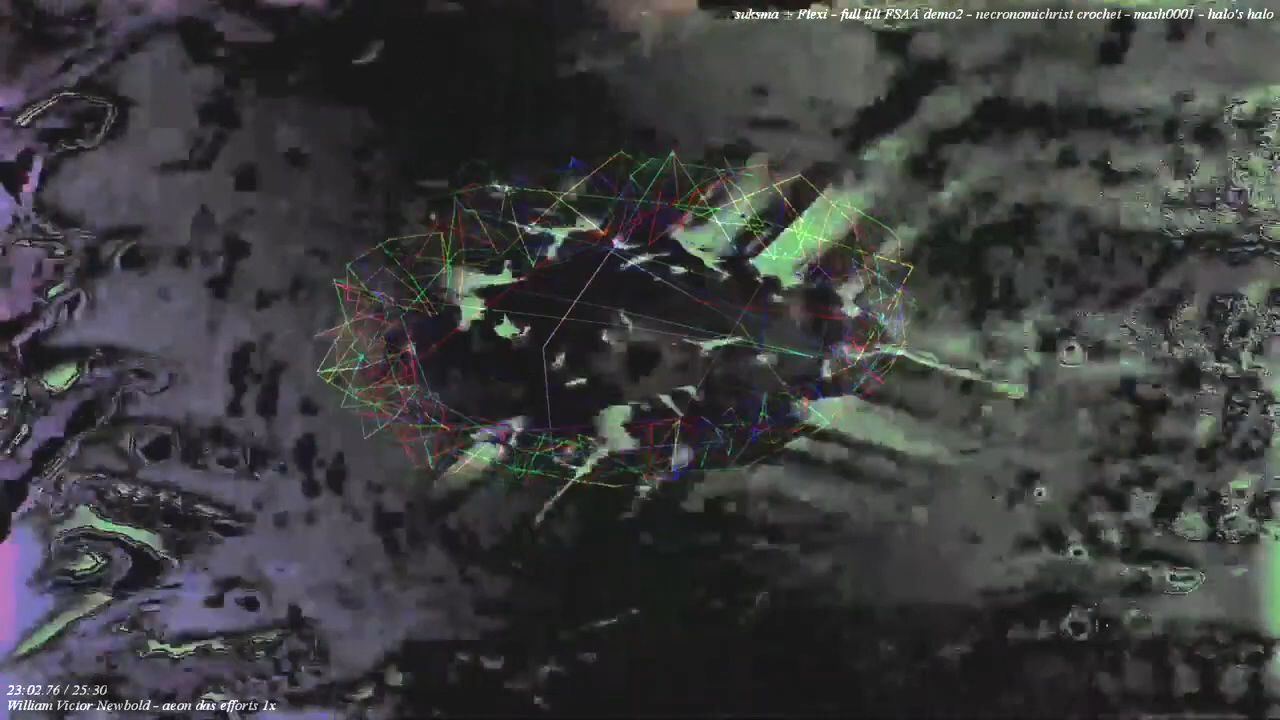 suksma ± Flexi - full tilt FSAA demo2 - necronomichrist crochet - mash0001 - halo's halo
23:02.76 / 25:30
William Victor Newbold - aeon das efforts 1x